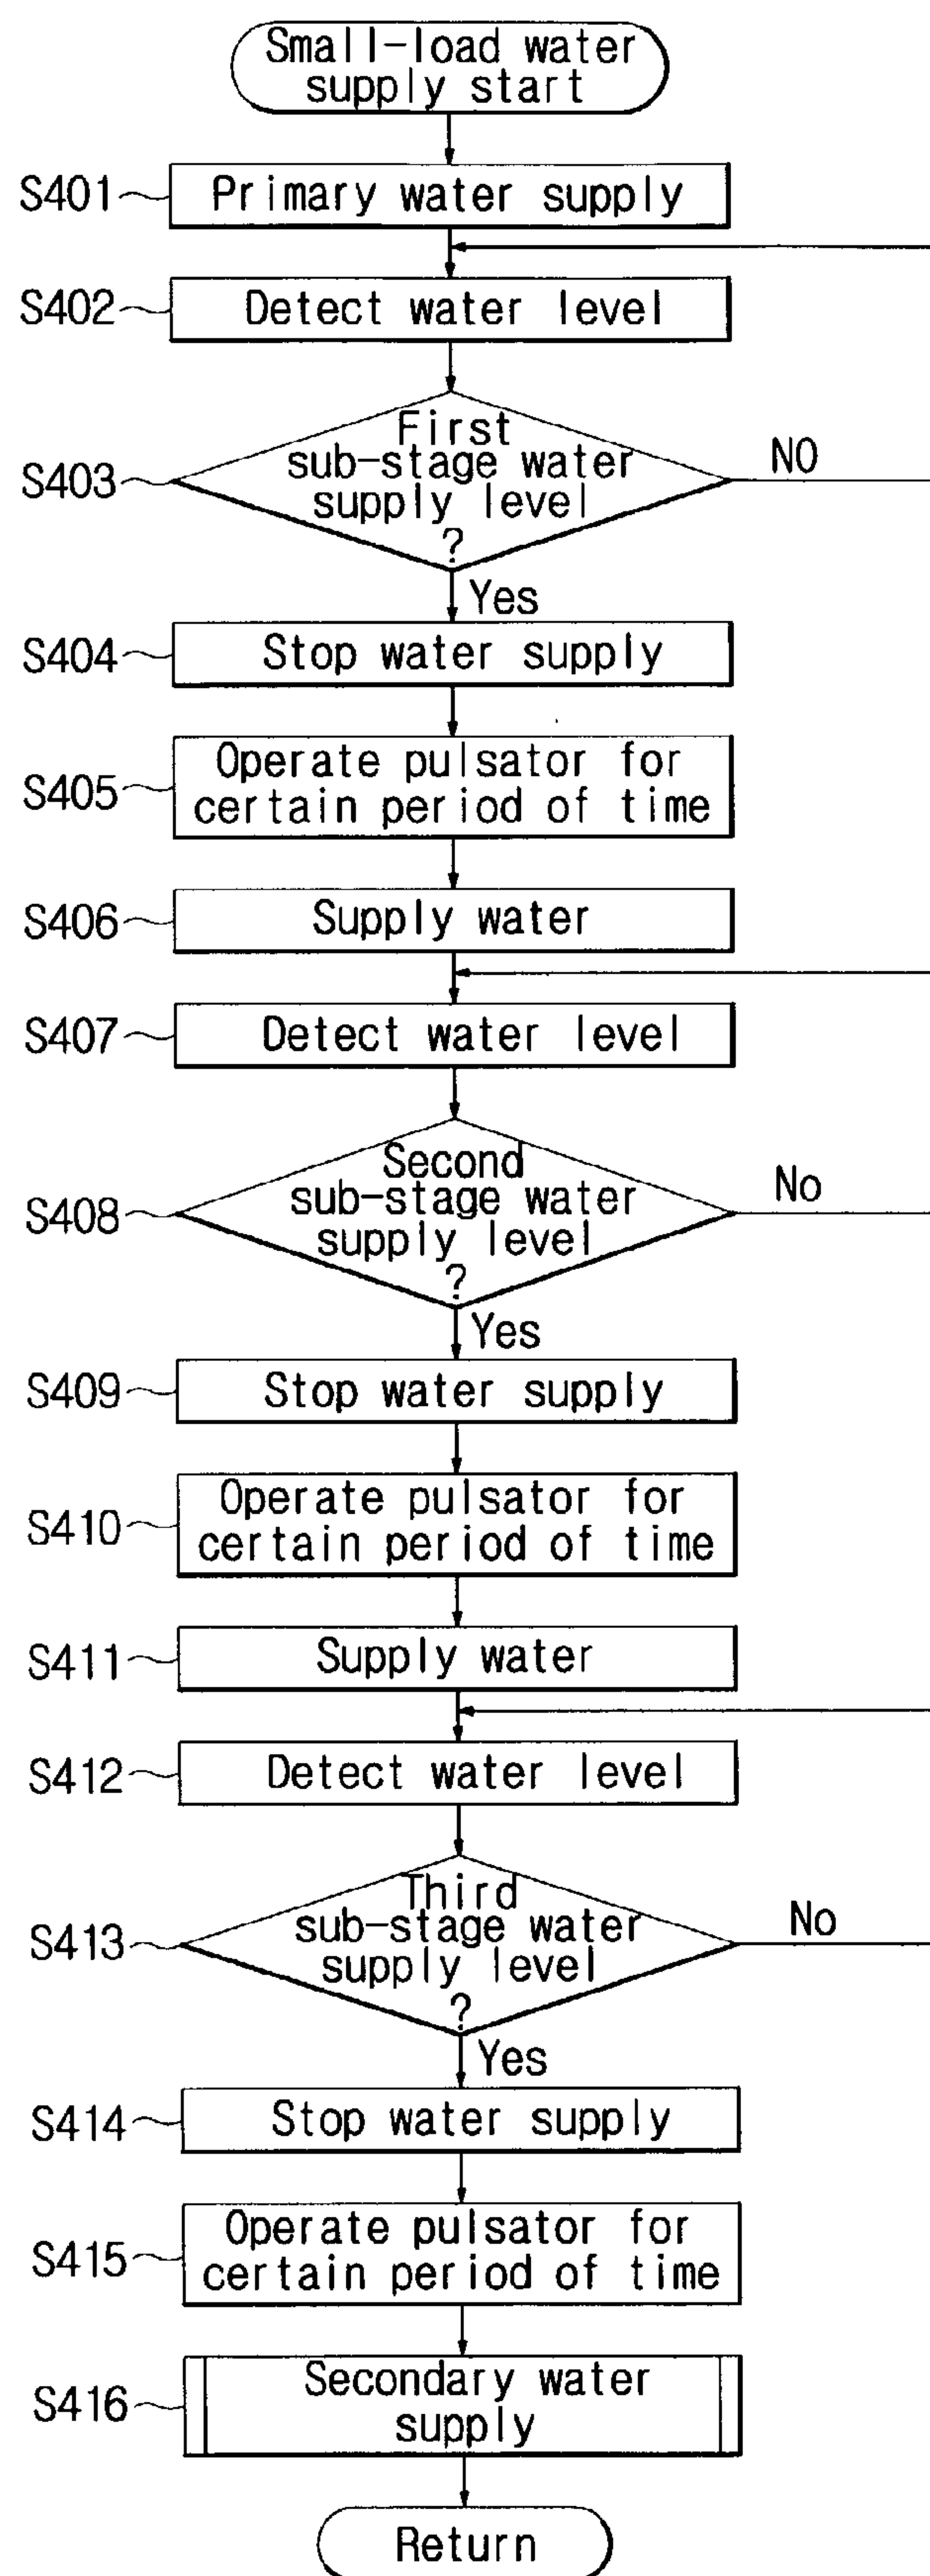 Small-load water
supply start
S401
Primary water supply
S402
Detect water level
S403
First
sub-stage water
supply level
?
NO
Yes
S404
Stop water supply
S405
Operate pulsator for
certain period of time
S406
Supply water
S407
Detect water level
S408
Second
sub-stage water
supply level
?
No
Yes
S409
Stop water supply
S410
Operate pulsator for
certain period of time
S411
Supply water
S412
Detect water level
S413
Third
sub-stage water
supply level
?
No
Yes
S414
Stop water supply
S415
Operate pulsator for
certain period of time
S416
Secondary water
supply
Return